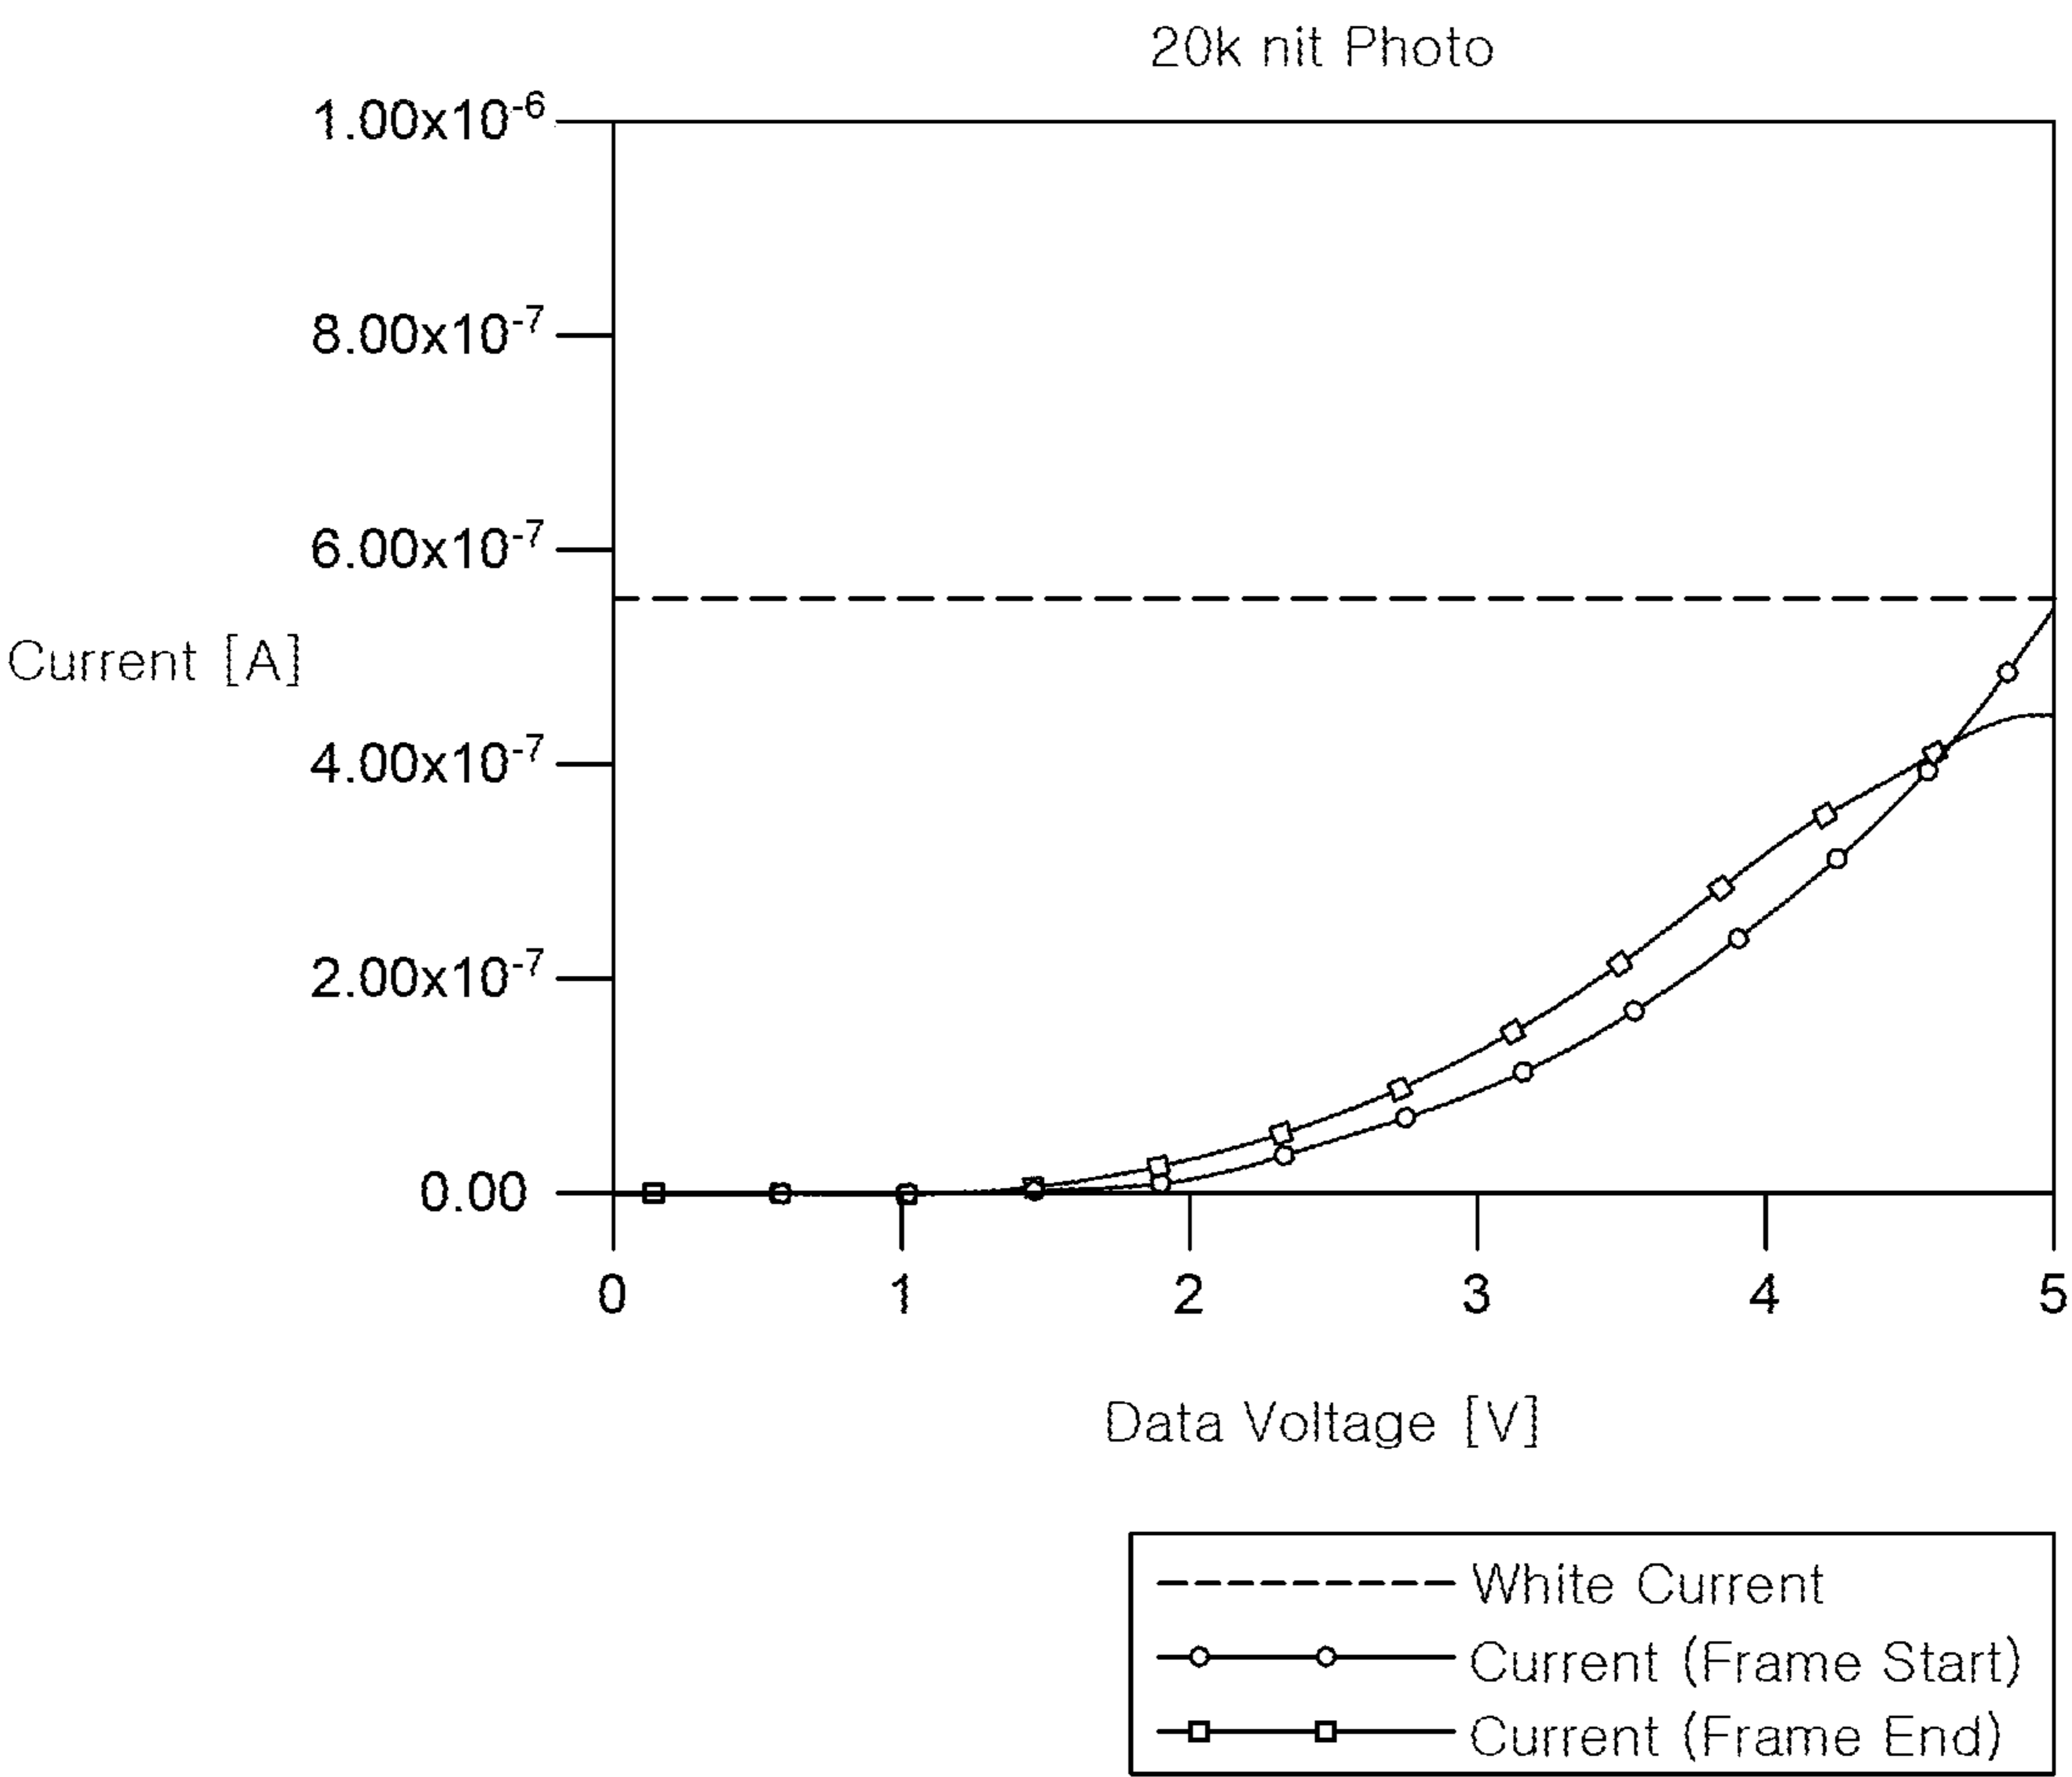 20k nit Photo
1.00x10⁻⁶
8.00x10⁻⁷
6.00x10⁻⁷
Current [A]
4.00x10⁻⁷
2.00x10⁻⁷
0.00
0 1 2 3 4 5
Data Voltage [V]
White Current
Current (Frame Start)
Current (Frame End)